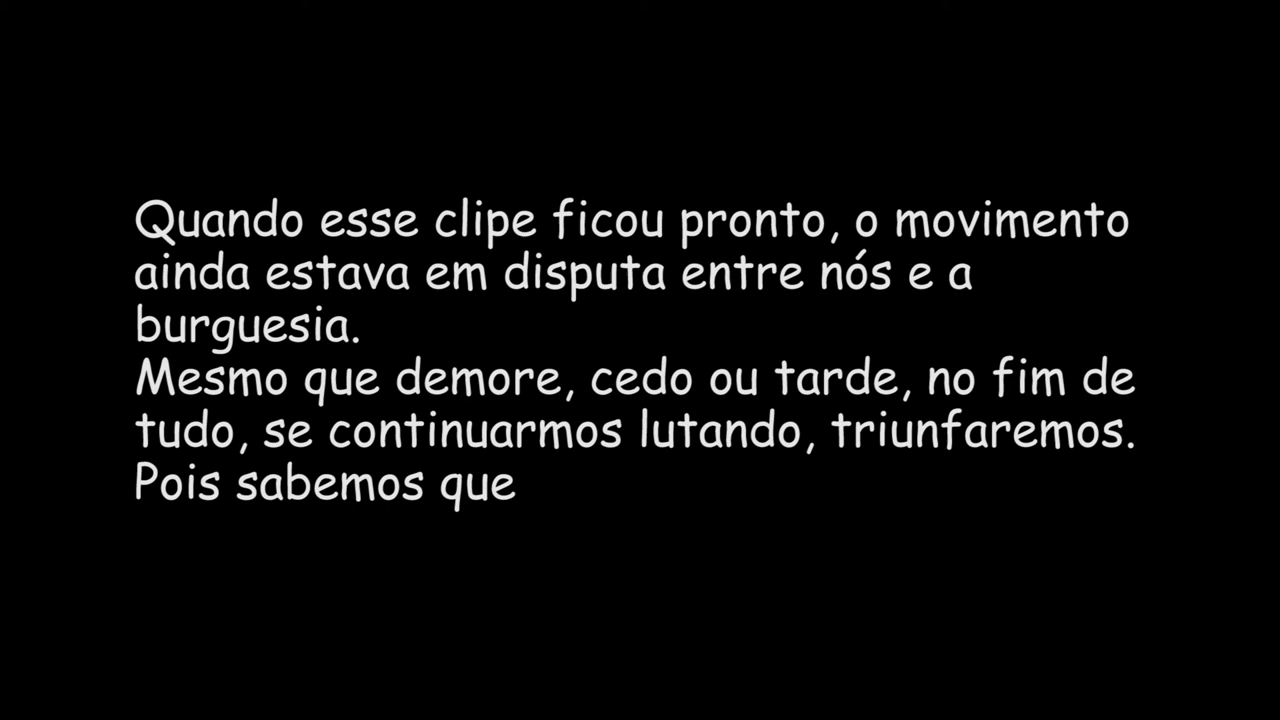 Quando esse clipe ficou pronto, o movimento
ainda estava em disputa entre nós e a
burguesia.
Mesmo que demore, cedo ou tarde, no fim de
tudo, se continuarmos lutando, triunfaremos.
Pois sabemos que